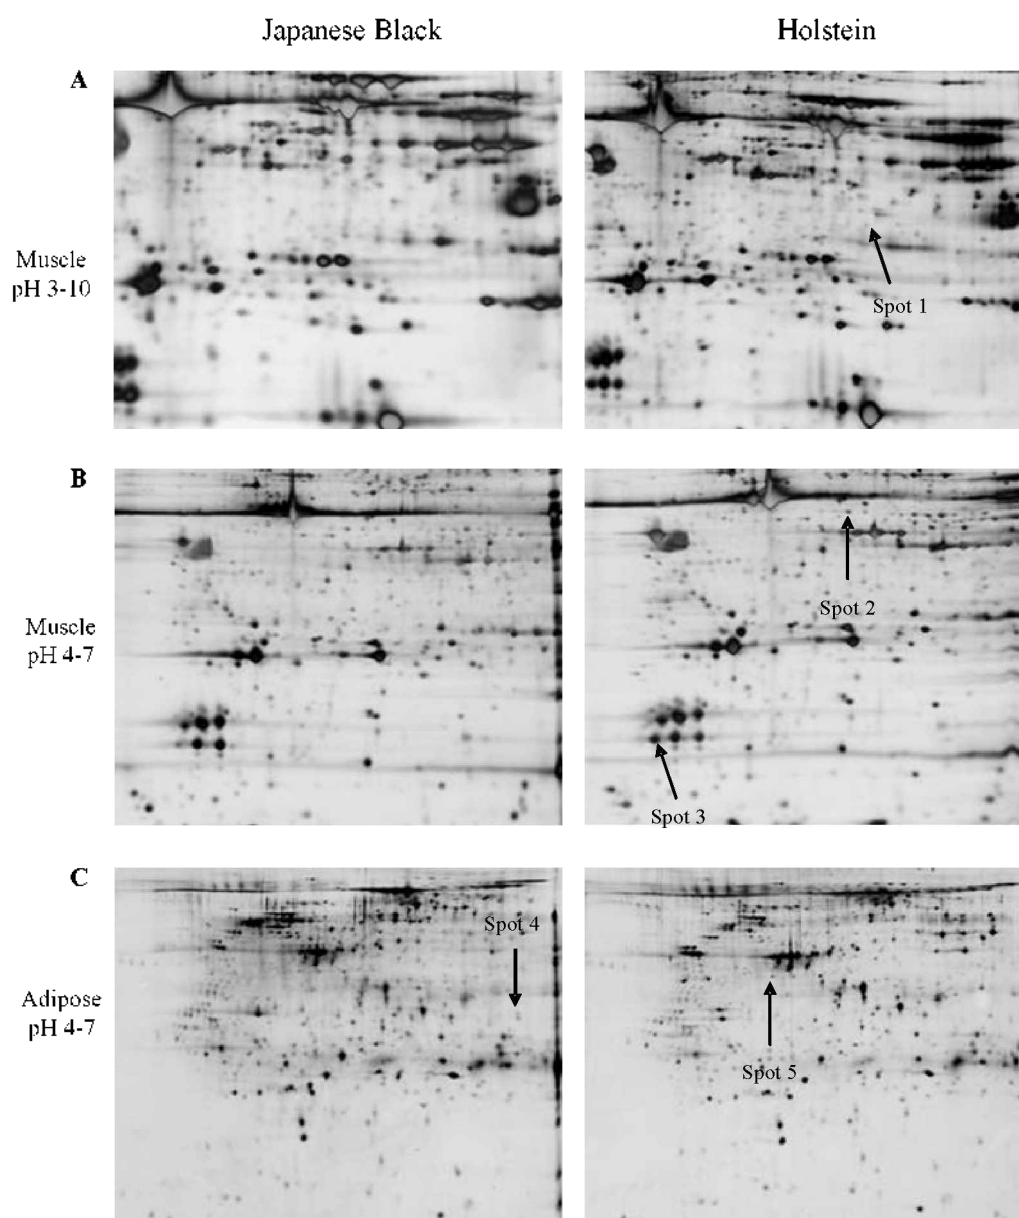 Japanese Black
Holstein
A
Muscle
pH 3-10
Spot 1
B
Muscle
pH 4-7
Spot 2
Spot 3
C
Adipose
pH 4-7
Spot 4
Spot 5